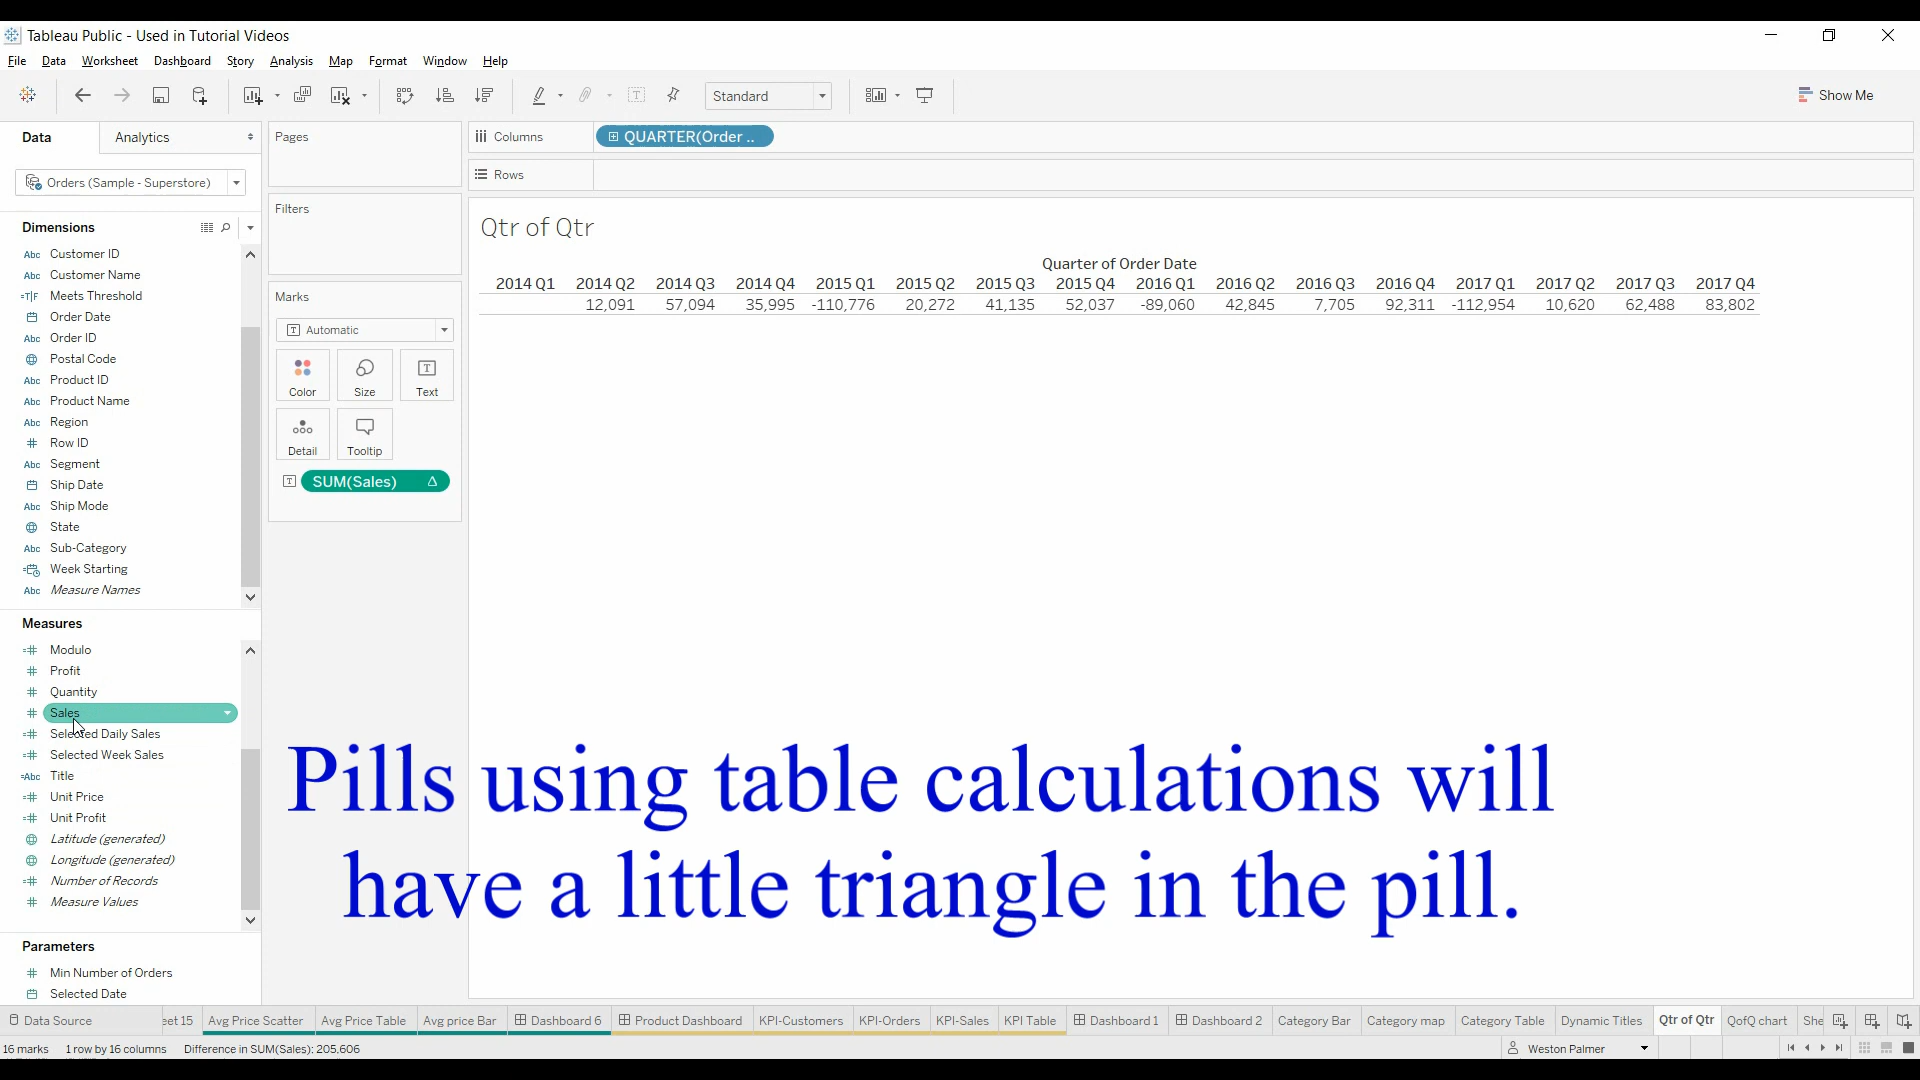 Tableau Public - Used in Tutorial Videos
File Data Worksheet Dashboard Story Analysis Map Format Window Help
Standard
Show Me
Data Analytics
Pages
Columns
QUARTER(Order ..
Orders (Sample - Superstore)
Rows
Filters
Dimensions
Qtr of Qtr
Abc Customer ID
Abc Customer Name
=T|F Meets Threshold
Order Date
Abc Order ID
Postal Code
Abc Product ID
Abc Product Name
Abc Region
# Row ID
Abc Segment
Ship Date
Abc Ship Mode
State
Abc Sub-Category
Week Starting
Abc Measure Names
Marks
T Automatic
Color Size T Text
Detail Tooltip
T SUM(Sales) Δ
Quarter of Order Date
2014 Q1 2014 Q2 2014 Q3 2014 Q4 2015 Q1 2015 Q2 2015 Q3 2015 Q4 2016 Q1 2016 Q2 2016 Q3 2016 Q4 2017 Q1 2017 Q2 2017 Q3 2017 Q4
12,091 57,094 35,995 -110,776 20,272 41,135 52,037 -89,060 42,845 7,705 92,311 -112,954 10,620 62,488 83,802
Measures
=# Modulo
# Profit
# Quantity
# Sales
=# Selected Daily Sales
=# Selected Week Sales
=Abc Title
=# Unit Price
=# Unit Profit
Latitude (generated)
Longitude (generated)
=# Number of Records
# Measure Values
Parameters
# Min Number of Orders
Selected Date
Pills using table calculations will
have a little triangle in the pill.
Data Source eet 15 Avg Price Scatter Avg Price Table Avg price Bar Dashboard 6 Product Dashboard KPI-Customers KPI-Orders KPI-Sales KPI Table Dashboard 1 Dashboard 2 Category Bar Category map Category Table Dynamic Titles Qtr of Qtr QofQ chart She
16 marks 1 row by 16 columns Difference in SUM(Sales): 205,606 Weston Palmer